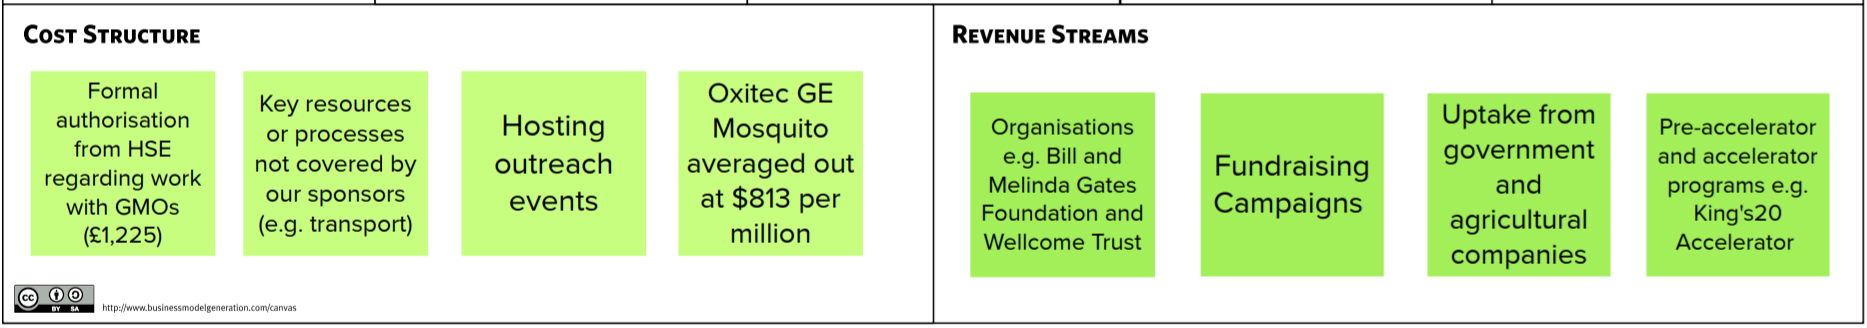 COST STRUCTURE
Formal
authorisation
from HSE
regarding work
with GMOs
(£1,225)
Key resources
or processes
not covered by
our sponsors
(e.g. transport)
Hosting
outreach
events
Oxitec GE
Mosquito
averaged out
at $813 per
million
cc
BY SA
http://www.businessmodelgeneration.com/canvas
REVENUE STREAMS
Organisations
e.g. Bill and
Melinda Gates
Foundation and
Wellcome Trust
Fundraising
Campaigns
Uptake from
government
and
agricultural
companies
Pre-accelerator
and accelerator
programs e.g.
King's20
Accelerator